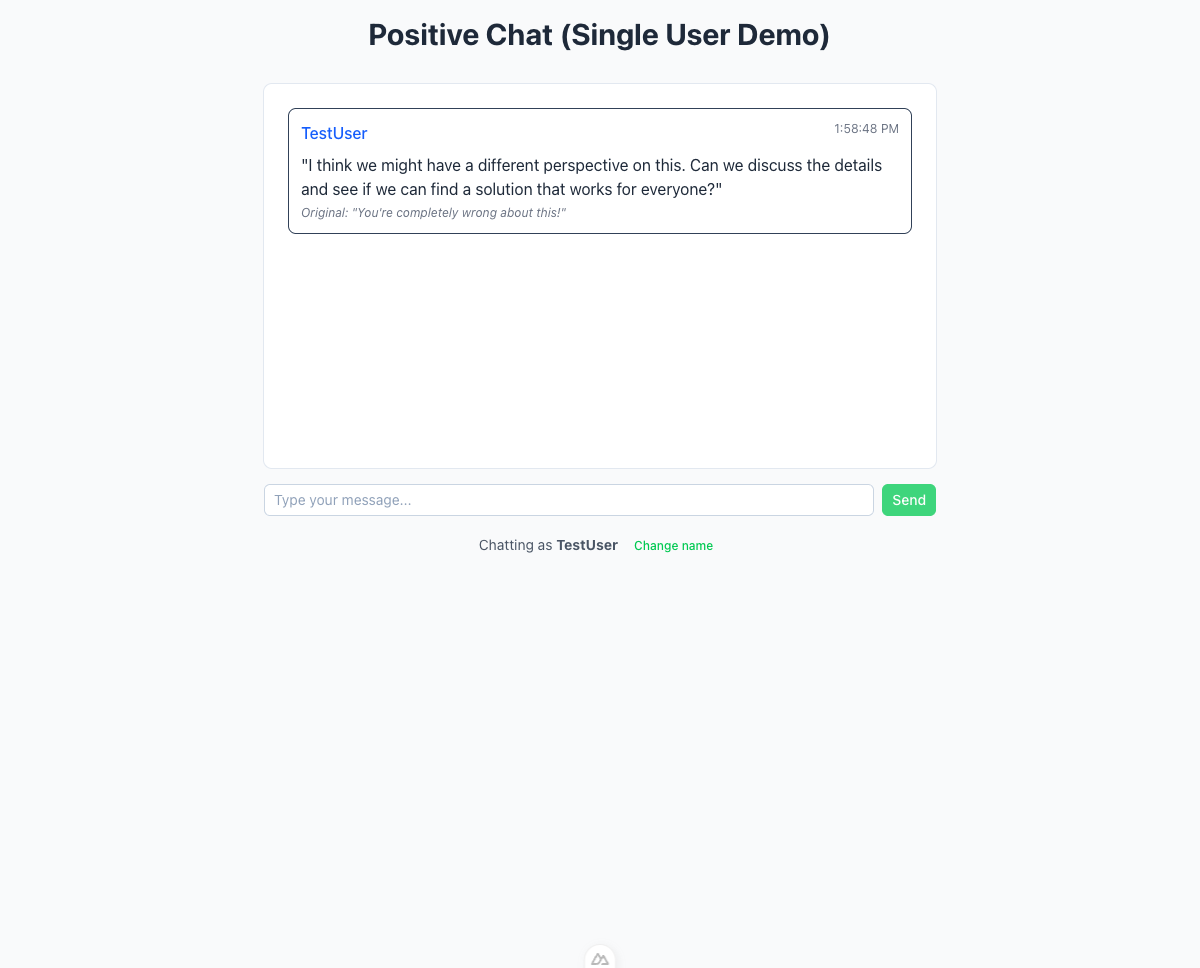 Positive Chat (Single User Demo)
TestUser
1:58:48 PM
"I think we might have a different perspective on this. Can we discuss the details
and see if we can find a solution that works for everyone?"
Original: "You're completely wrong about this!"
Type your message...
Send
Chatting as TestUser
Change name